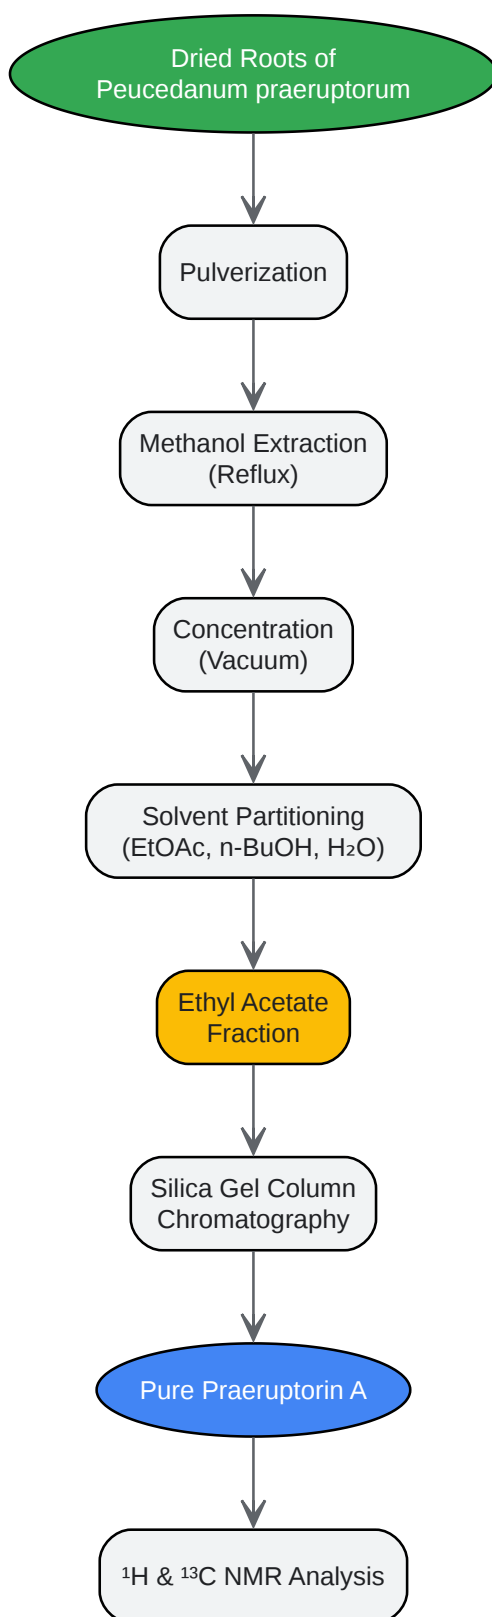 Dried Roots of
Peucedanum praeruptorum
Pulverization
Methanol Extraction
(Reflux)
Concentration
(Vacuum)
Solvent Partitioning
(EtOAc, n-BuOH, H₂O)
Ethyl Acetate
Fraction
Silica Gel Column
Chromatography
Pure Praeruptorin A
¹H & ¹³C NMR Analysis